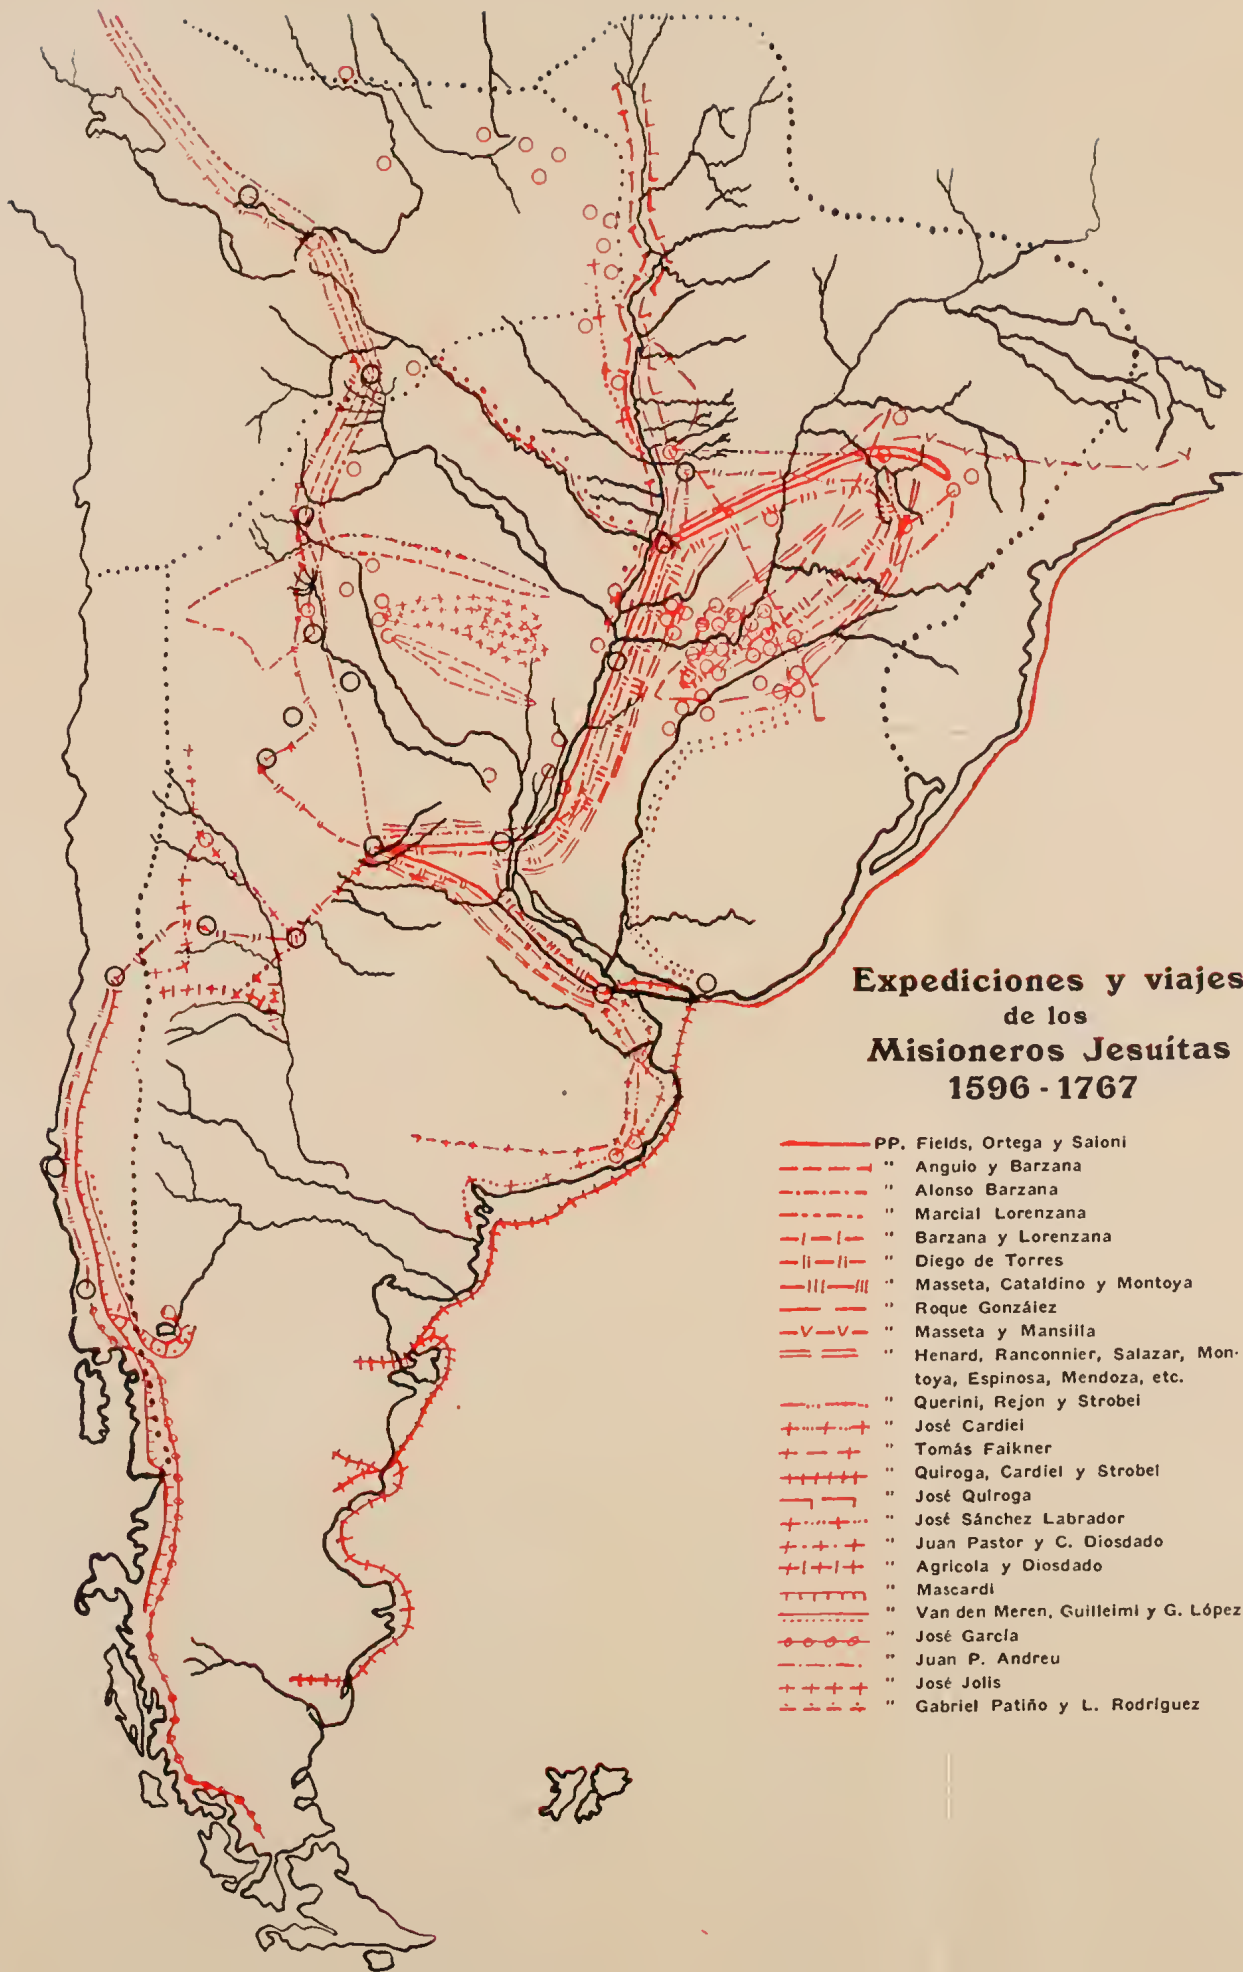 Expediciones y viajes
de los
Misioneros Jesuitas
1596 - 1767
PP. Fields, Ortega y Saloni
" Angulo y Barzana
" Alonso Barzana
" Marcial Lorenzana
" Barzana y Lorenzana
" Diego de Torres
" Masseta, Cataldino y Montoya
" Roque González
" Masseta y Mansilla
" Henard, Ranconnier, Salazar, Mon-
toya, Espinosa, Mendoza, etc.
" Querini, Rejon y Strobel
" José Cardiel
" Tomás Falkner
" Quiroga, Cardiel y Strobel
" José Quiroga
" José Sánchez Labrador
" Juan Pastor y C. Diosdado
" Agricola y Diosdado
" Mascardi
" Van den Meren, Guilleimi y G. López
" José García
" Juan P. Andreu
" José Jolis
" Gabriel Patiño y L. Rodríguez